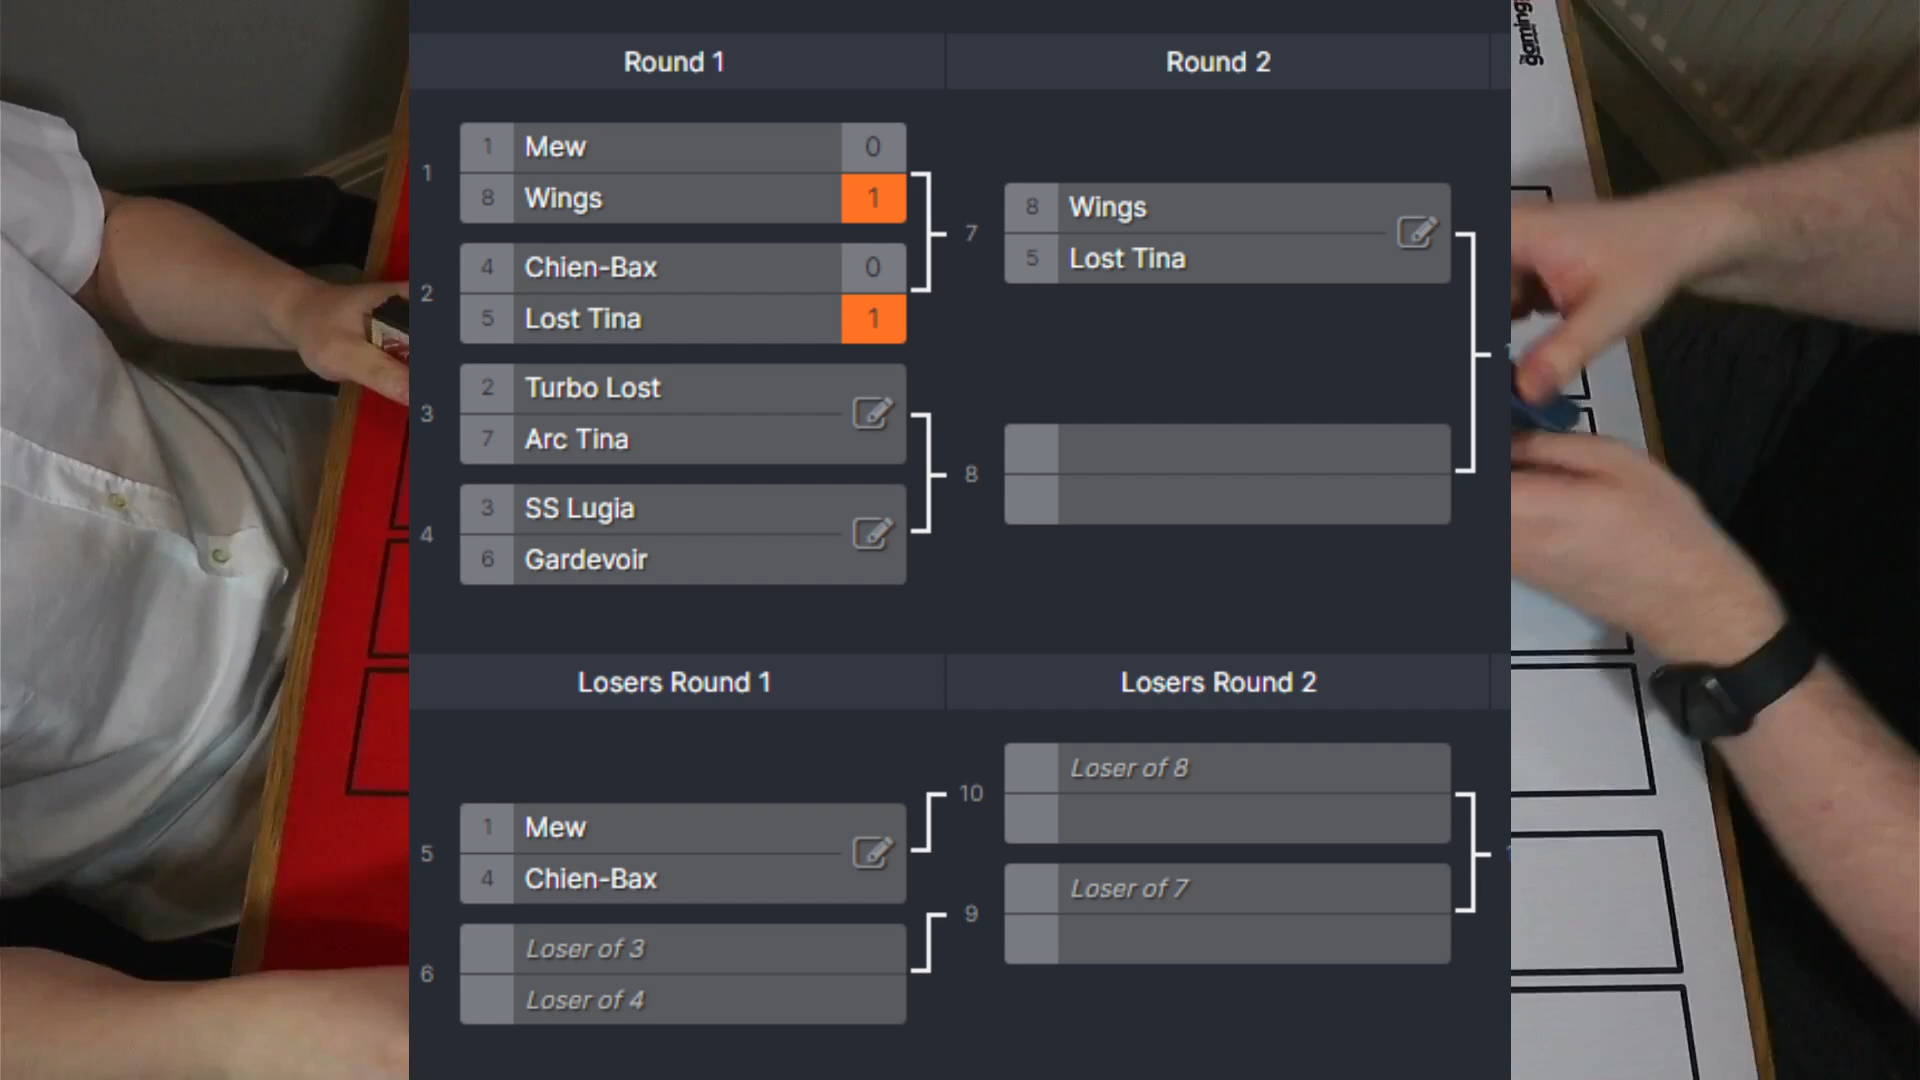 Round 1
Round 2
1
1 Mew 0
8 Wings 1
2
4 Chien-Bax 0
5 Lost Tina 1
3
2 Turbo Lost
7 Arc Tina
4
3 SS Lugia
6 Gardevoir
7
8 Wings
5 Lost Tina
8
Losers Round 1
Losers Round 2
5
1 Mew
4 Chien-Bax
6
Loser of 3
Loser of 4
10
Loser of 8
9
Loser of 7
gaming